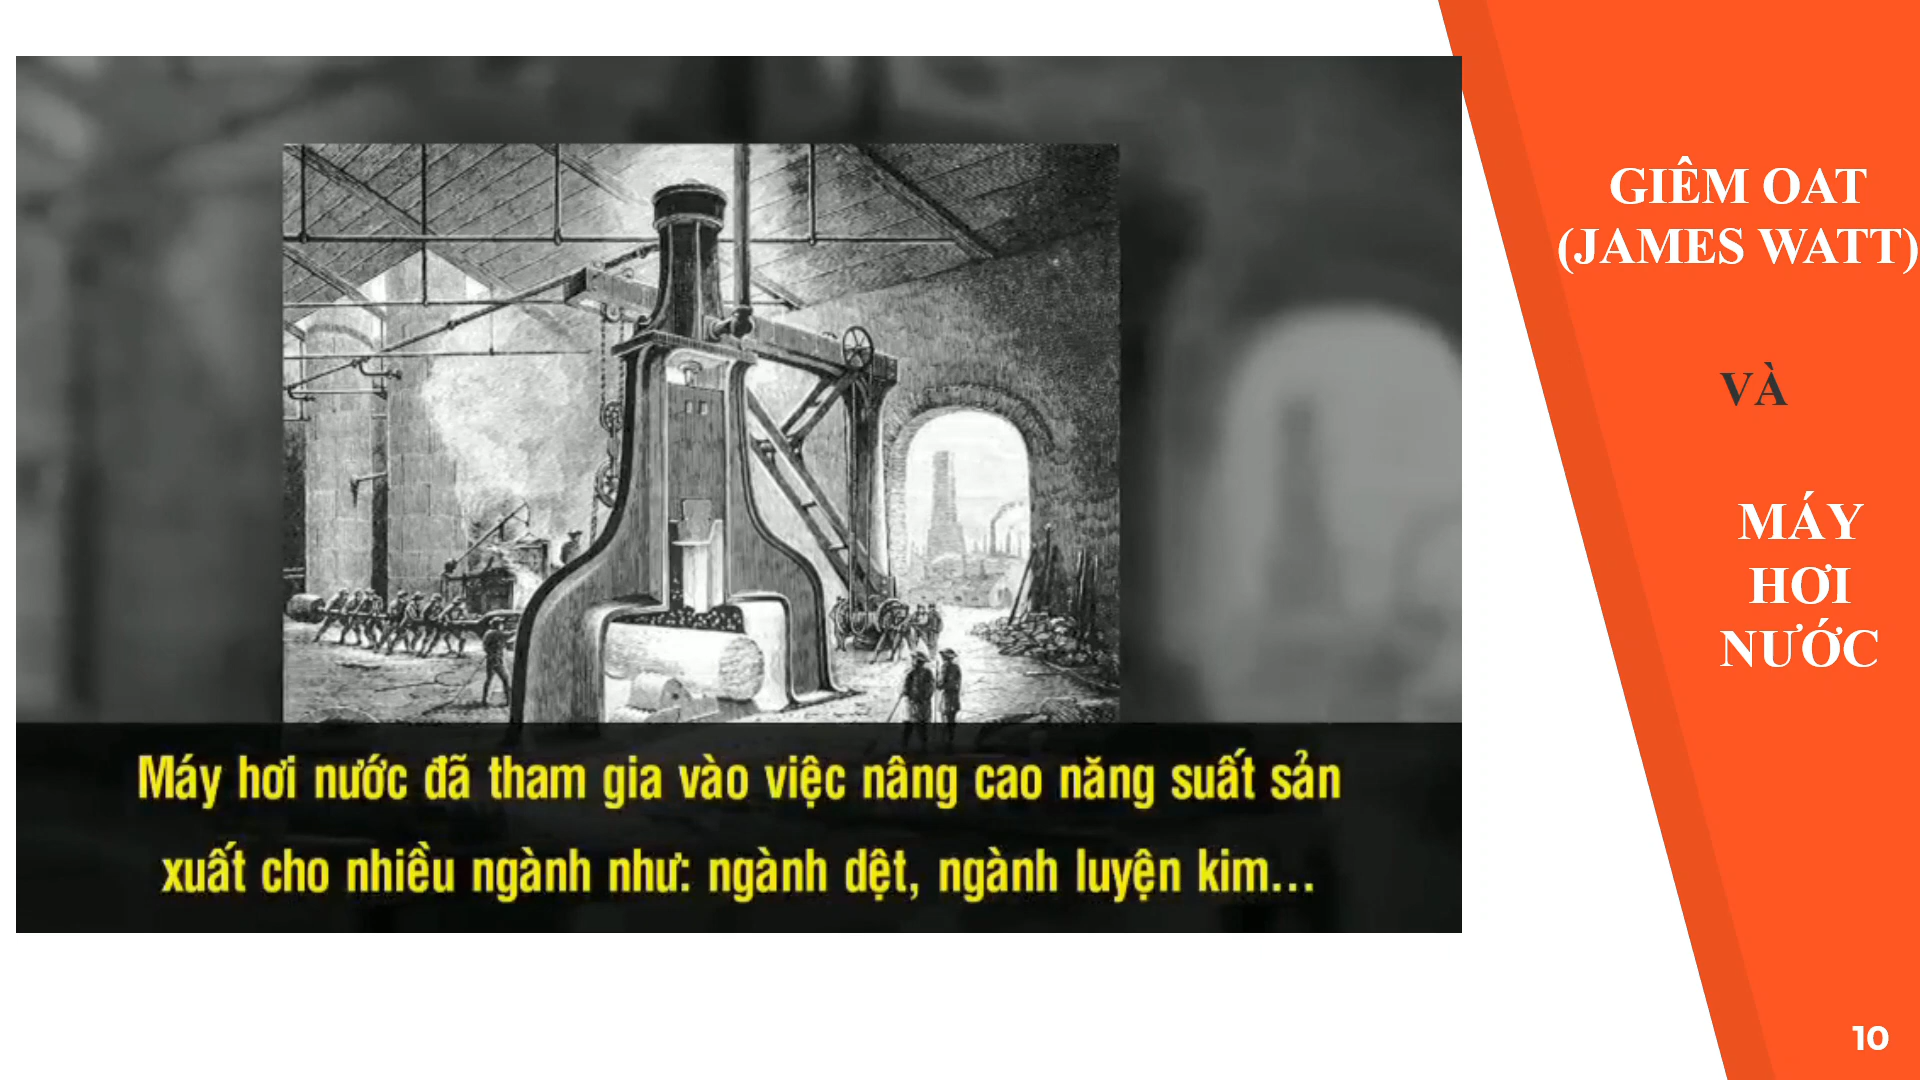 GIÊM OAT
(JAMES WATT)
VÀ
MÁY
HƠI
NƯỚC
Máy hơi nước đã tham gia vào việc nâng cao năng suất sản
xuất cho nhiều ngành như: ngành dệt, ngành luyện kim...
10